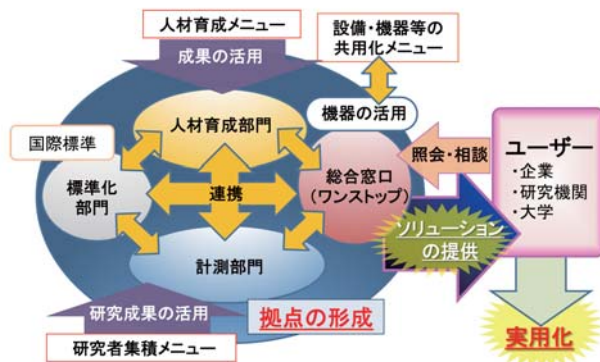 人材育成メニュー
成果の活用
設備・機器等の
共用化メニュー
人材育成部門
機器の活用
国際標準
照会・相談
ユーザー
・企業
・研究機関
・大学
標準化
部門
連携
総合窓口
(ワンストップ)
ソリューション
の提供
計測部門
研究成果の活用
拠点の形成
研究者集積メニュー
実用化